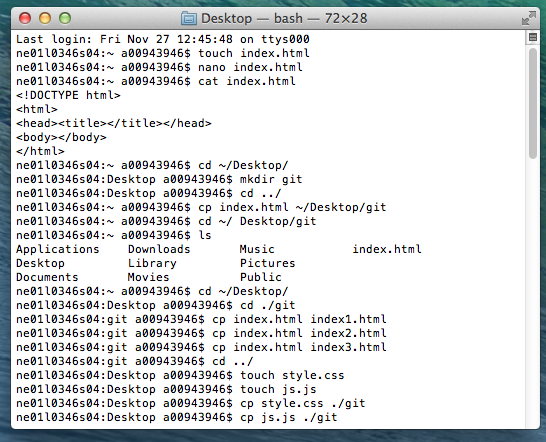 Desktop — bash — 72×28
Last login: Fri Nov 27 12:45:48 on ttys000
ne01l0346s04:~ a00943946$ touch index.html
ne01l0346s04:~ a00943946$ nano index.html
ne01l0346s04:~ a00943946$ cat index.html
<!DOCTYPE html>
<html>
<head><title></title></head>
<body></body>
</html>
ne01l0346s04:~ a00943946$ cd ~/Desktop/
ne01l0346s04:Desktop a00943946$ mkdir git
ne01l0346s04:Desktop a00943946$ cd ../
ne01l0346s04:~ a00943946$ cp index.html ~/Desktop/git
ne01l0346s04:~ a00943946$ cd ~/ Desktop/git
ne01l0346s04:~ a00943946$ ls
Applications Downloads Music index.html
Desktop Library Pictures
Documents Movies Public
ne01l0346s04:~ a00943946$ cd ~/Desktop/
ne01l0346s04:Desktop a00943946$ cd ./git
ne01l0346s04:git a00943946$ cp index.html index1.html
ne01l0346s04:git a00943946$ cp index.html index2.html
ne01l0346s04:git a00943946$ cp index.html index3.html
ne01l0346s04:git a00943946$ cd ../
ne01l0346s04:Desktop a00943946$ touch style.css
ne01l0346s04:Desktop a00943946$ touch js.js
ne01l0346s04:Desktop a00943946$ cp style.css ./git
ne01l0346s04:Desktop a00943946$ cp js.js ./git